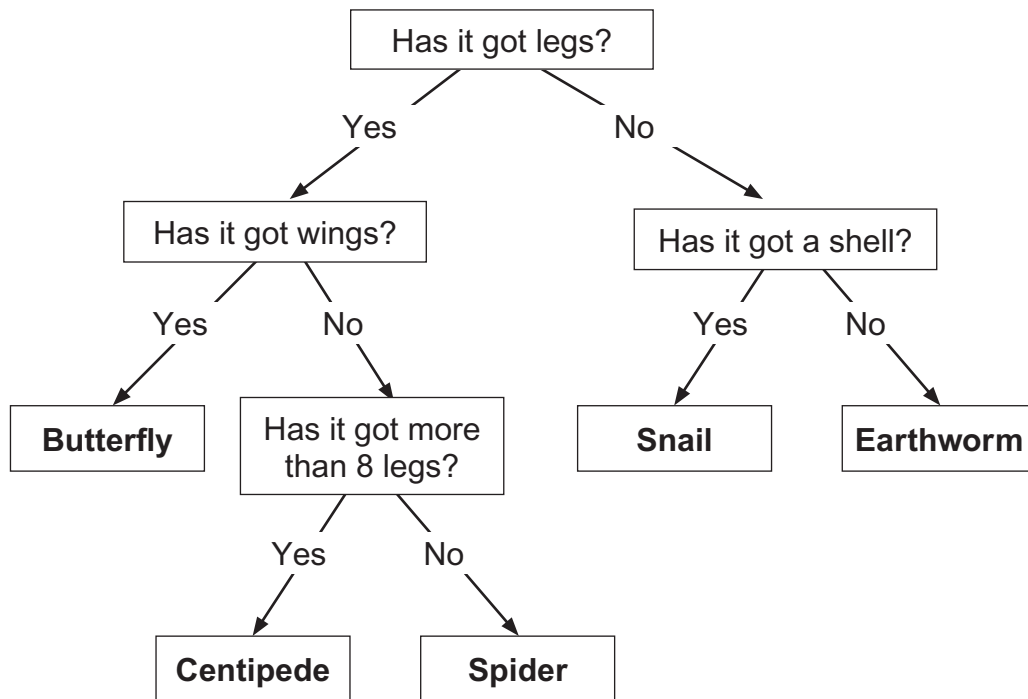 Has it got legs?
Yes
No
Has it got wings?
Has it got a shell?
Yes
No
Yes
No
Butterfly
Has it got more
than 8 legs?
Snail
Earthworm
Yes
No
Centipede
Spider